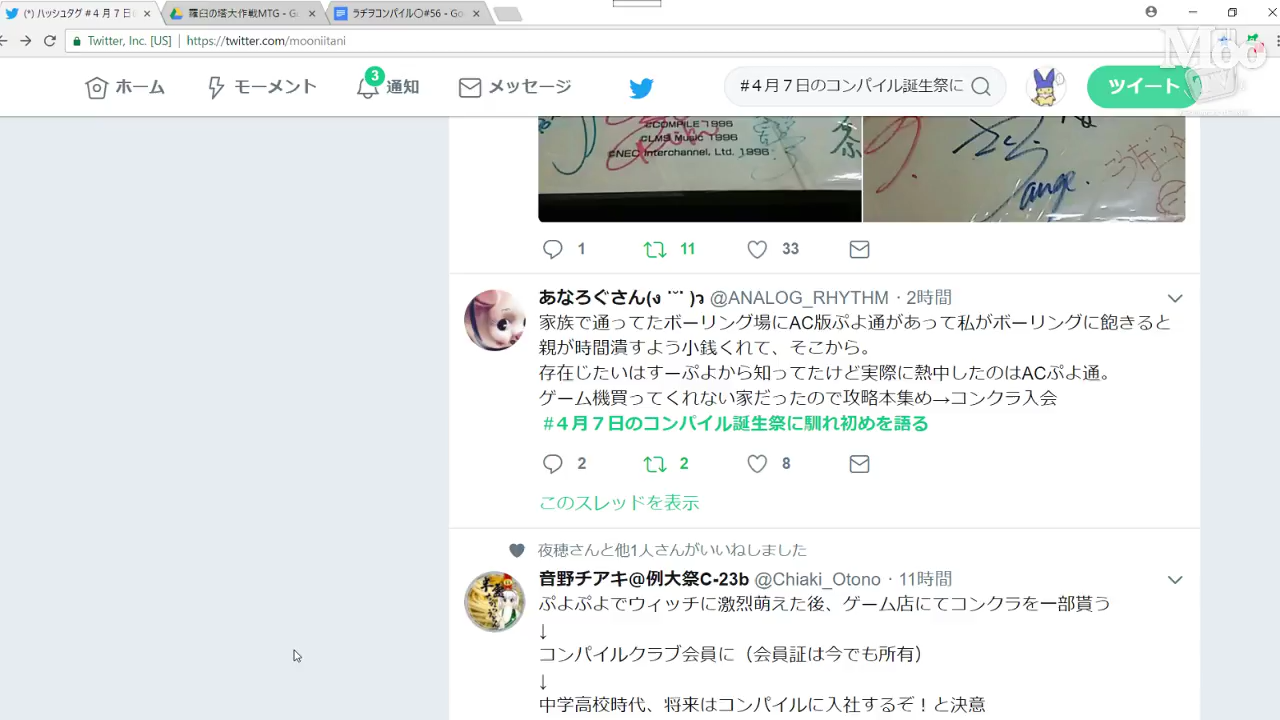 (*) ハッシュタグ #４月７日
羅臼の塔大作戦MTG - G
ラヂヲコンパイル〇#56 - Go
Twitter, Inc. [US] | https://twitter.com/mooniitani
Moo
ホーム
モーメント
3
通知
メッセージ
#４月７日のコンパイル誕生祭に
ツイート
©COMPILE 1996
©LMS Music 1996
©NEC Interchannel, Ltd. 1996
茶
ange.
1
11
33
あなろぐさん(ง ˙˘˙ )ว @ANALOG_RHYTHM · 2時間
家族で通ってたボーリング場にAC版ぷよ通があって私がボーリングに飽きると
親が時間潰すよう小銭くれて、そこから。
存在じたいはすーぷよから知ってたけど実際に熱中したのはACぷよ通。
ゲーム機買ってくれない家だったので攻略本集め→コンクラ入会
#４月７日のコンパイル誕生祭に馴れ初めを語る
2
2
8
このスレッドを表示
夜穂さんと他1人さんがいいねしました
音野チアキ@例大祭C-23b @Chiaki_Otono · 11時間
ぷよぷよでウィッチに激烈萌えた後、ゲーム店にてコンクラを一部貰う
↓
コンパイルクラブ会員に（会員証は今でも所有）
↓
中学高校時代、将来はコンパイルに入社するぞ！と決意